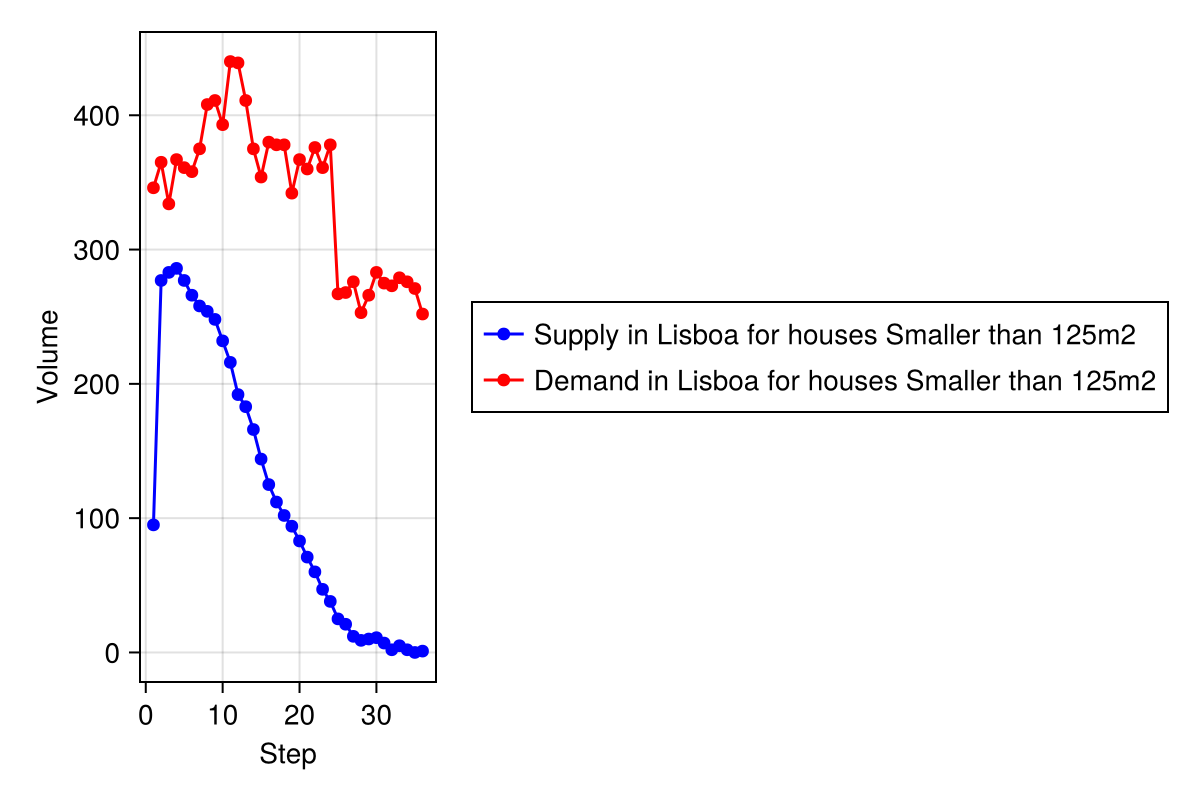 Volume
400
300
200
100
0
0 10 20 30
Step
Supply in Lisboa for houses Smaller than 125m2
Demand in Lisboa for houses Smaller than 125m2